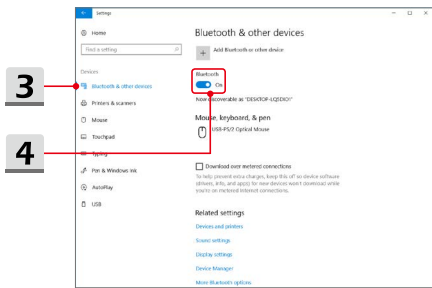 Settings
Home
Find a setting
Devices
Bluetooth & other devices
Printers & scanners
Mouse
Touchpad
Typing
Pen & Windows Ink
AutoPlay
USB
3
4
Bluetooth & other devices
Add Bluetooth or other device
Bluetooth
On
Now discoverable as "DESKTOP-LQ5DIOI"
Mouse, keyboard, & pen
USB-PS/2 Optical Mouse
Download over metered connections
To help prevent extra charges, keep this off so device software
(drivers, info, and apps) for new devices won't download while
you're on metered Internet connections.
Related settings
Devices and printers
Sound settings
Display settings
Device Manager
More Bluetooth options